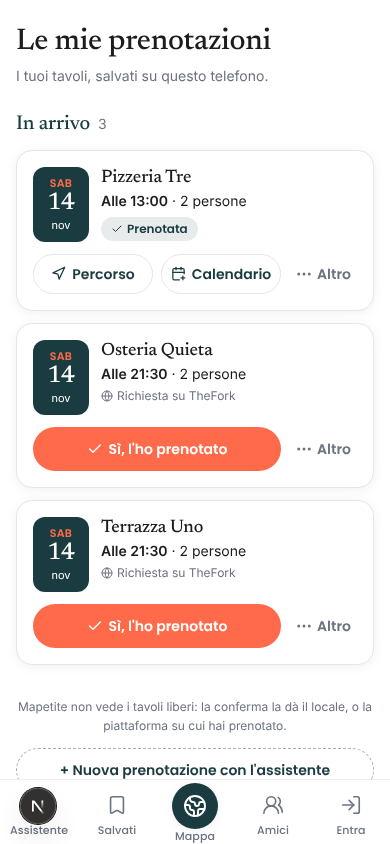 Le mie prenotazioni
I tuoi tavoli, salvati su questo telefono.
In arrivo 3
SAB
14
nov
Pizzeria Tre
Alle 13:00 · 2 persone
Prenotata
Percorso
Calendario
··· Altro
SAB
14
nov
Osteria Quieta
Alle 21:30 · 2 persone
Richiesta su TheFork
Sì, l'ho prenotato
··· Altro
SAB
14
nov
Terrazza Uno
Alle 21:30 · 2 persone
Richiesta su TheFork
Sì, l'ho prenotato
··· Altro
Mapetite non vede i tavoli liberi: la conferma la dà il locale, o la
piattaforma su cui hai prenotato.
+ Nuova prenotazione con l'assistente
N
Assistente
Salvati
Mappa
Amici
Entra